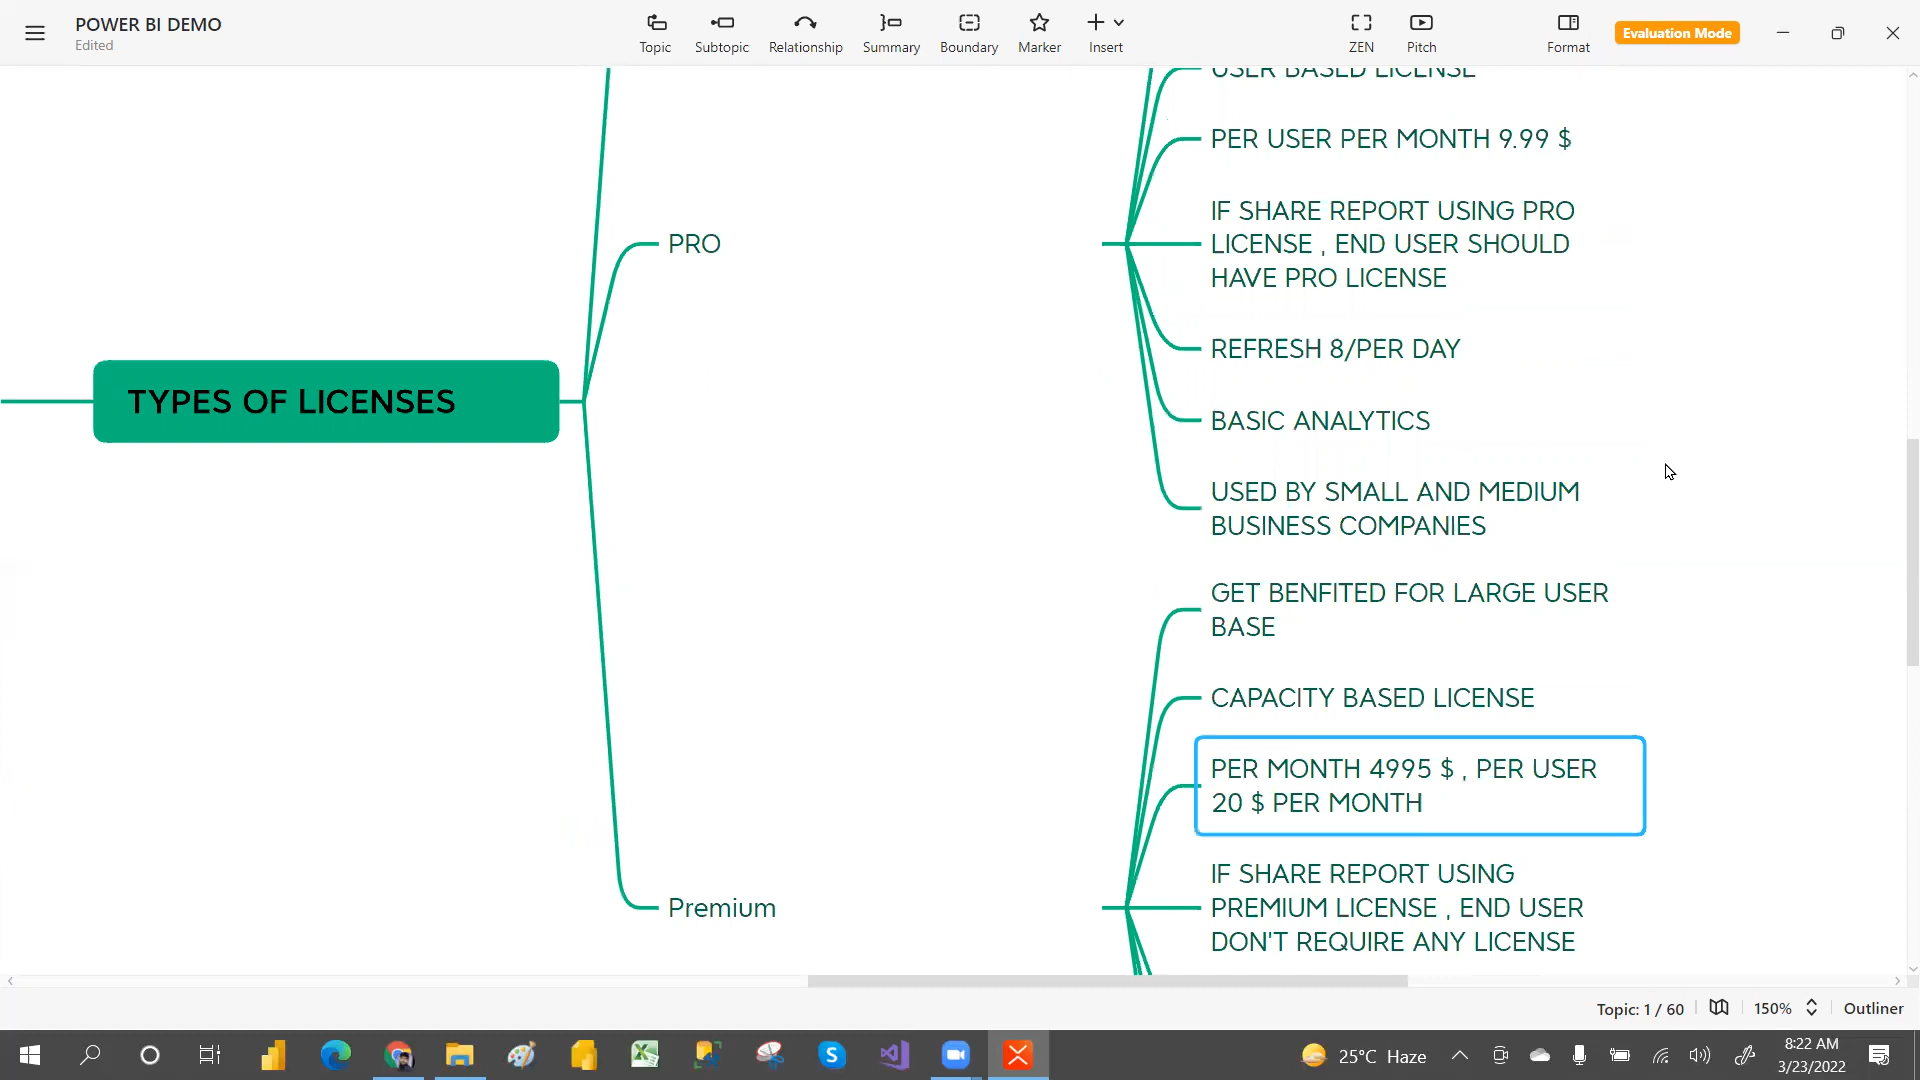 POWER BI DEMO
Edited
Topic
Subtopic
Relationship
Summary
Boundary
Marker
Insert
ZEN
Pitch
Format
Evaluation Mode
USER BASED LICENSE
PER USER PER MONTH 9.99 $
IF SHARE REPORT USING PRO
LICENSE , END USER SHOULD
HAVE PRO LICENSE
PRO
REFRESH 8/PER DAY
TYPES OF LICENSES
BASIC ANALYTICS
USED BY SMALL AND MEDIUM
BUSINESS COMPANIES
GET BENFITED FOR LARGE USER
BASE
CAPACITY BASED LICENSE
PER MONTH 4995 $ , PER USER
20 $ PER MONTH
IF SHARE REPORT USING
PREMIUM LICENSE , END USER
DON'T REQUIRE ANY LICENSE
Premium
Topic: 1 / 60
150%
Outliner
25°C Haze
8:22 AM
3/23/2022